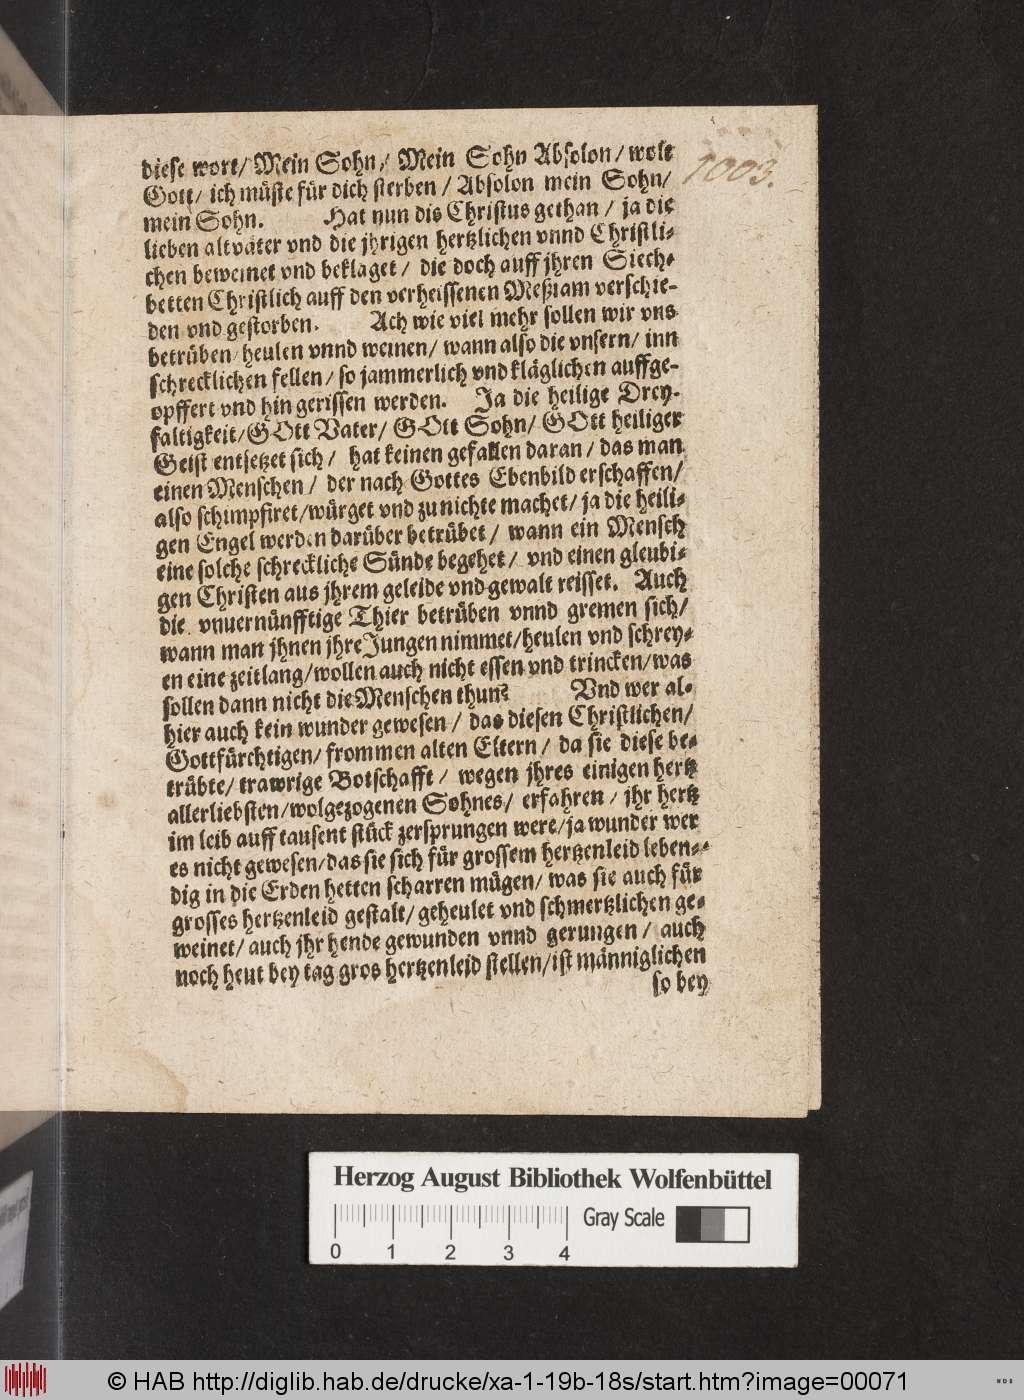 diese wort/ Mein Sohn/ Mein Sohn Absolon/ wolt
Gott/ ich müste für dich sterben/ Absolon mein Sohn/
mein Sohn. Hat nun dis Christus gethan/ ja die
lieben altväter vnd die jhrigen hertzlichen vnnd Christli-
chen beweinet vnd beklaget/ die doch auff jhren Siech-
betten Christlich auff den verheissenen Meßiam verschie-
den vnd gestorben. Ach wie viel mehr sollen wir vns
betrüben/ heulen vnnd weinen/ wann also die vnsern/ inn
schrecklichen fellen/ so jammerlich vnd kläglichen auffge-
opffert vnd hin gerissen werden. Ja die heilige Drey-
faltigkeit/ GOtt Vater/ GOtt Sohn/ GOtt heiliger
Geist entsetzet sich/ hat keinen gefallen daran/ das man
einen Menschen/ der nach Gottes Ebenbild erschaffen/
also schimpfiret/ würget vnd zu nichte machet/ ja die heili-
gen Engel werden darüber betrübet/ wann ein Mensch
eine solche schreckliche Sünde begehet/ vnd einen gleubi-
gen Christen aus jhrem geleide vnd gewalt reisset. Auch
die vnuernünfftige Thier betrüben vnnd gremen sich/
wann man jhnen jhre Jungen nimmet/ heulen vnd schrey-
en eine zeitlang/ wollen auch nicht essen vnd trincken/ was
sollen dann nicht die Menschen thun? Vnd wer al-
hier auch kein wunder gewesen/ das diesen Christlichen/
Gottfürchtigen/ frommen alten Eltern/ da sie diese be-
trübte/ trawrige Botschafft/ wegen jhres einigen hertz
allerliebsten/ wolgezogenen Sohnes/ erfahren/ jhr hertz
im leib auff tausent stück zersprungen were/ ja wunder wer
es nicht gewesen/ das sie sich für grossem hertzenleid leben-
dig in die Erden hetten scharren mügen/ was sie auch für
grosses hertzenleid gestalt/ geheulet vnd schmertzlichen ge-
weinet/ auch jhr hende gewunden vnnd gerungen/ auch
noch heut bey tag gros hertzenleid stellen/ ist männiglichen
so bey
1003.
Herzog August Bibliothek Wolfenbüttel
0 1 2 3 4
Gray Scale
© HAB http://diglib.hab.de/drucke/xa-1-19b-18s/start.htm?image=00071